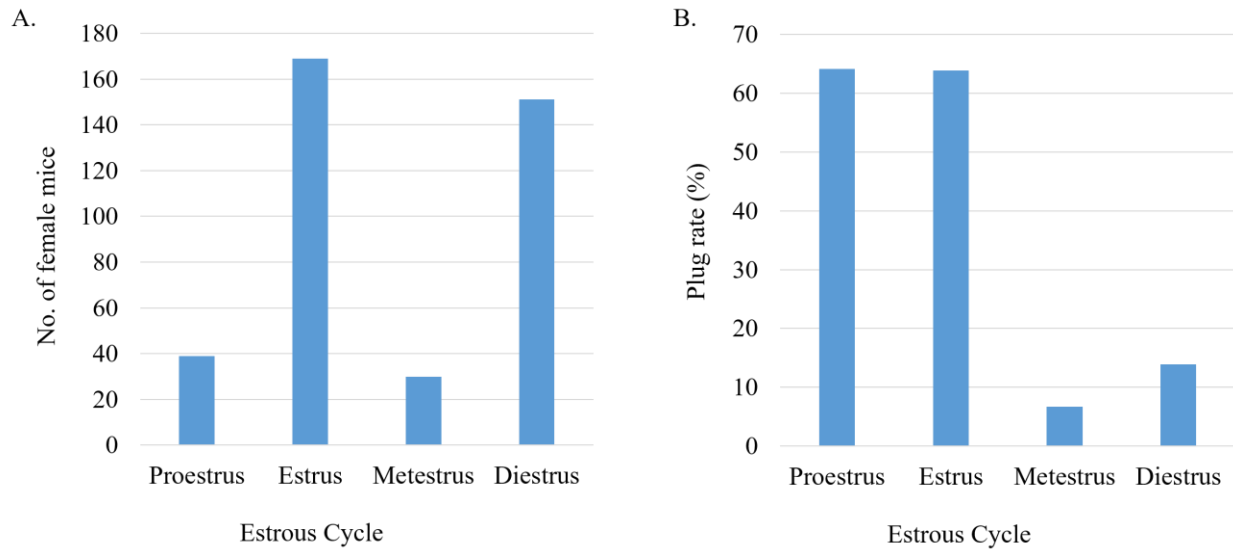 A.
No. of female mice
180
160
140
120
100
80
60
40
20
0
Proestrus Estrus Metestrus Diestrus
Estrous Cycle
B.
Plug rate (%)
70
60
50
40
30
20
10
0
Proestrus Estrus Metestrus Diestrus
Estrous Cycle